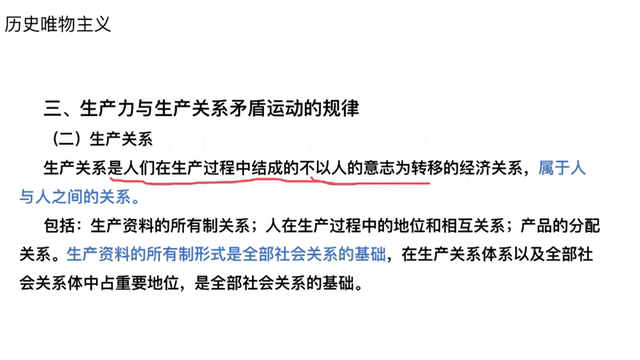 历史唯物主义
三、生产力与生产关系矛盾运动的规律
（二）生产关系
生产关系是人们在生产过程中结成的不以人的意志为转移的经济关系，属于人
与人之间的关系。
包括：生产资料的所有制关系；人在生产过程中的地位和相互关系；产品的分配
关系。生产资料的所有制形式是全部社会关系的基础，在生产关系体系以及全部社
会关系体中占重要地位，是全部社会关系的基础。